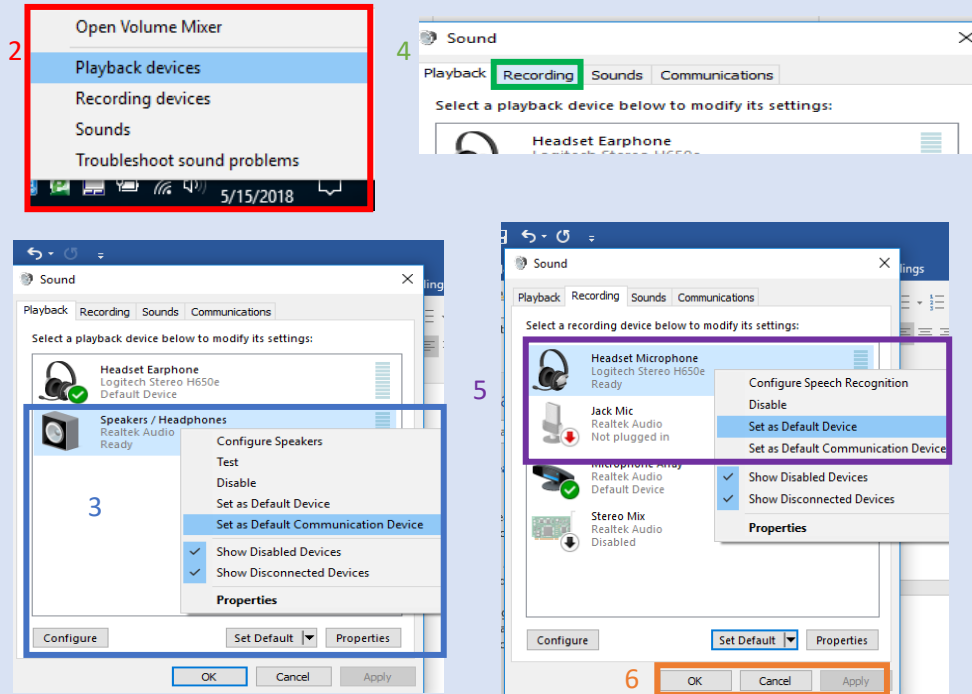 2
Open Volume Mixer
Playback devices
Recording devices
Sounds
Troubleshoot sound problems
5/15/2018
4
Sound
Playback Recording Sounds Communications
Select a playback device below to modify its settings:
Headset Earphone
Logitech Stereo H650e
Sound
Playback Recording Sounds Communications
Select a playback device below to modify its settings:
Headset Earphone
Logitech Stereo H650e
Default Device
Speakers / Headphones
Realtek Audio
Ready
Configure Speakers
Test
Disable
Set as Default Device
Set as Default Communication Device
Show Disabled Devices
Show Disconnected Devices
Properties
3
Configure Set Default Properties
OK Cancel Apply
5
lings
Sound
Playback Recording Sounds Communications
Select a recording device below to modify its settings:
Headset Microphone
Logitech Stereo H650e
Ready
Jack Mic
Realtek Audio
Not plugged in
Microphone Array
Realtek Audio
Default Device
Stereo Mix
Realtek Audio
Disabled
Configure Speech Recognition
Disable
Set as Default Device
Set as Default Communication Device
Show Disabled Devices
Show Disconnected Devices
Properties
Configure Set Default Properties
6
OK Cancel Apply